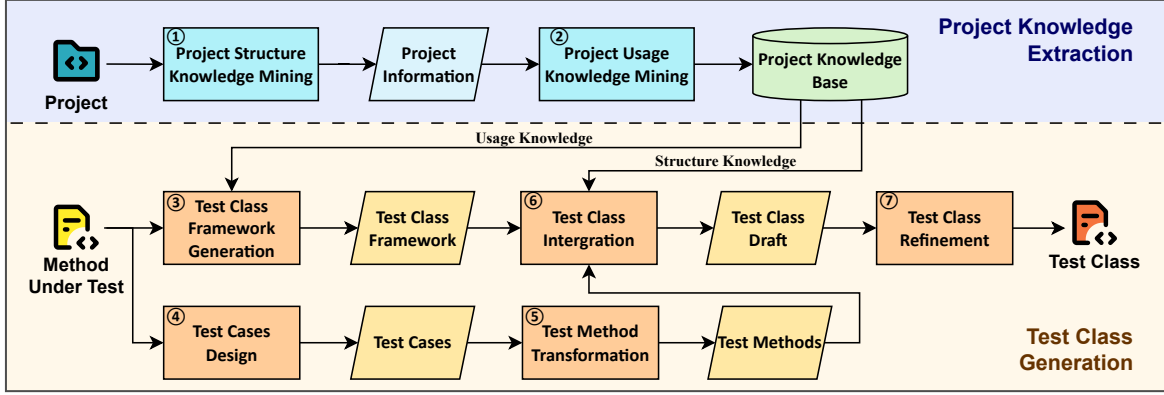 Project Knowledge
Extraction
Project
①
Project Structure
Knowledge Mining
Project
Information
②
Project Usage
Knowledge Mining
Project Knowledge
Base
Usage Knowledge
Structure Knowledge
Method
Under Test
③
Test Class
Framework
Generation
Test Class
Framework
⑥
Test Class
Intergration
Test Class
Draft
⑦
Test Class
Refinement
Test Class
④
Test Cases
Design
Test Cases
⑤
Test Method
Transformation
Test Methods
Test Class
Generation